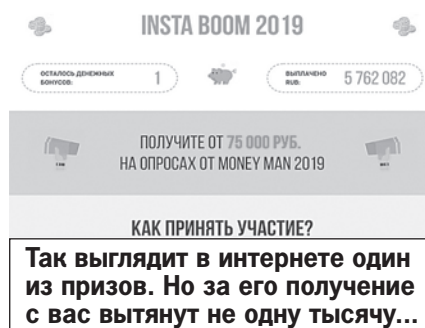 INSTA BOOM 2019
ОСТАЛОСЬ ДЕНЕЖНЫХ
БОНУСОВ:
1
ВЫПЛАЧЕНО
RUB:
5 762 082
ПОЛУЧИТЕ ОТ 75 000 РУБ.
НА ОПРОСАХ ОТ MONEY MAN 2019
КАК ПРИНЯТЬ УЧАСТИЕ?
Так выглядит в интернете один
из призов. Но за его получение
с вас вытянут не одну тысячу...